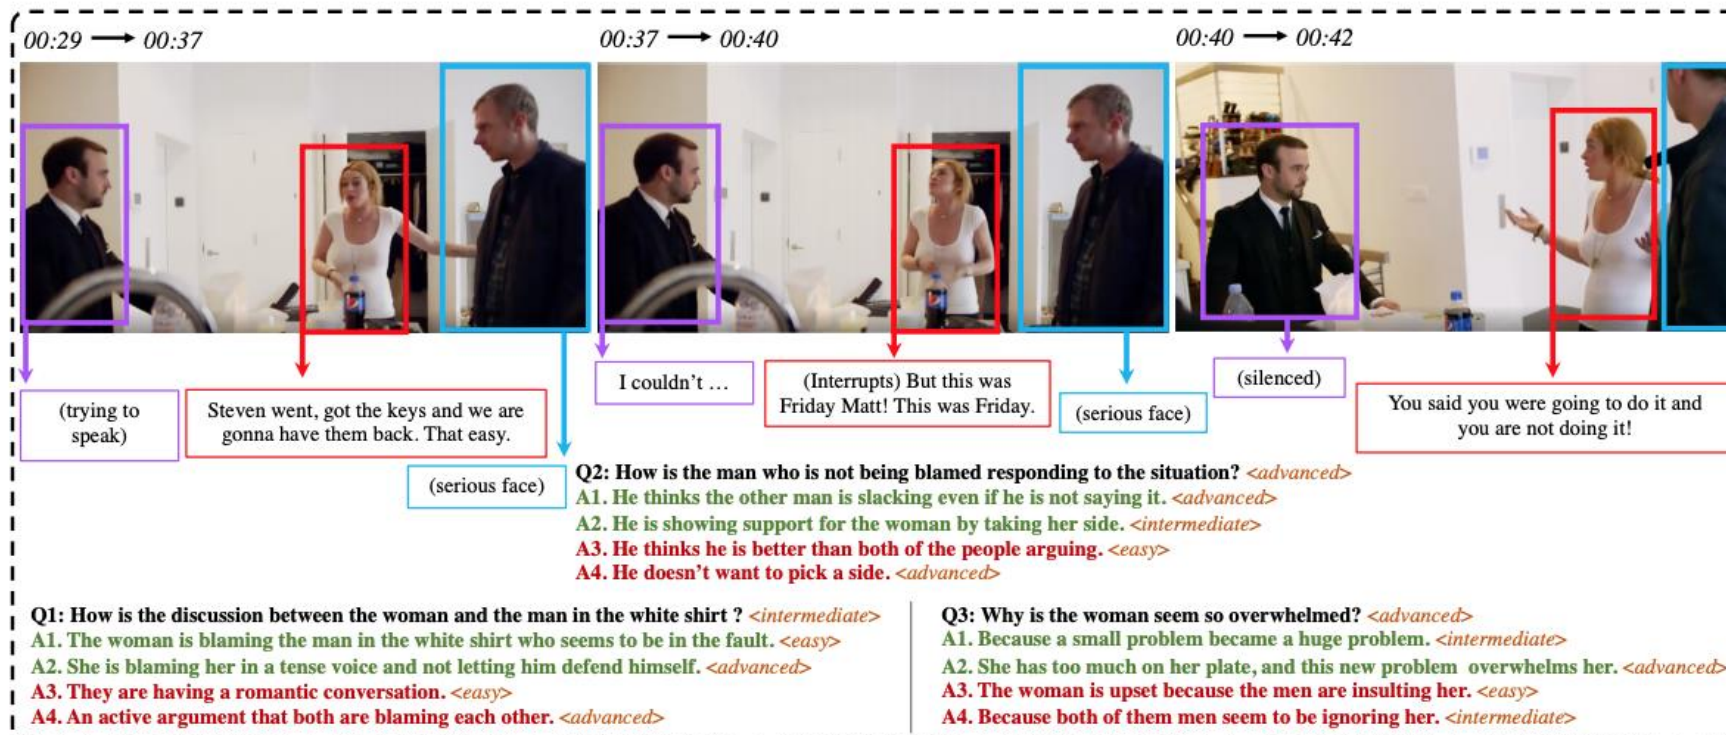 00:29 → 00:37
00:37 → 00:40
00:40 → 00:42
(trying to
speak)
Steven went, got the keys and we are
gonna have them back. That easy.
(serious face)
I couldn't …
(Interrupts) But this was
Friday Matt! This was Friday.
(serious face)
(silenced)
You said you were going to do it and
you are not doing it!
Q2: How is the man who is not being blamed responding to the situation? <advanced>
A1. He thinks the other man is slacking even if he is not saying it. <advanced>
A2. He is showing support for the woman by taking her side. <intermediate>
A3. He thinks he is better than both of the people arguing. <easy>
A4. He doesn't want to pick a side. <advanced>
Q1: How is the discussion between the woman and the man in the white shirt ? <intermediate>
A1. The woman is blaming the man in the white shirt who seems to be in the fault. <easy>
A2. She is blaming her in a tense voice and not letting him defend himself. <advanced>
A3. They are having a romantic conversation. <easy>
A4. An active argument that both are blaming each other. <advanced>
Q3: Why is the woman seem so overwhelmed? <advanced>
A1. Because a small problem became a huge problem. <intermediate>
A2. She has too much on her plate, and this new problem overwhelms her. <advanced>
A3. The woman is upset because the men are insulting her. <easy>
A4. Because both of them men seem to be ignoring her. <intermediate>